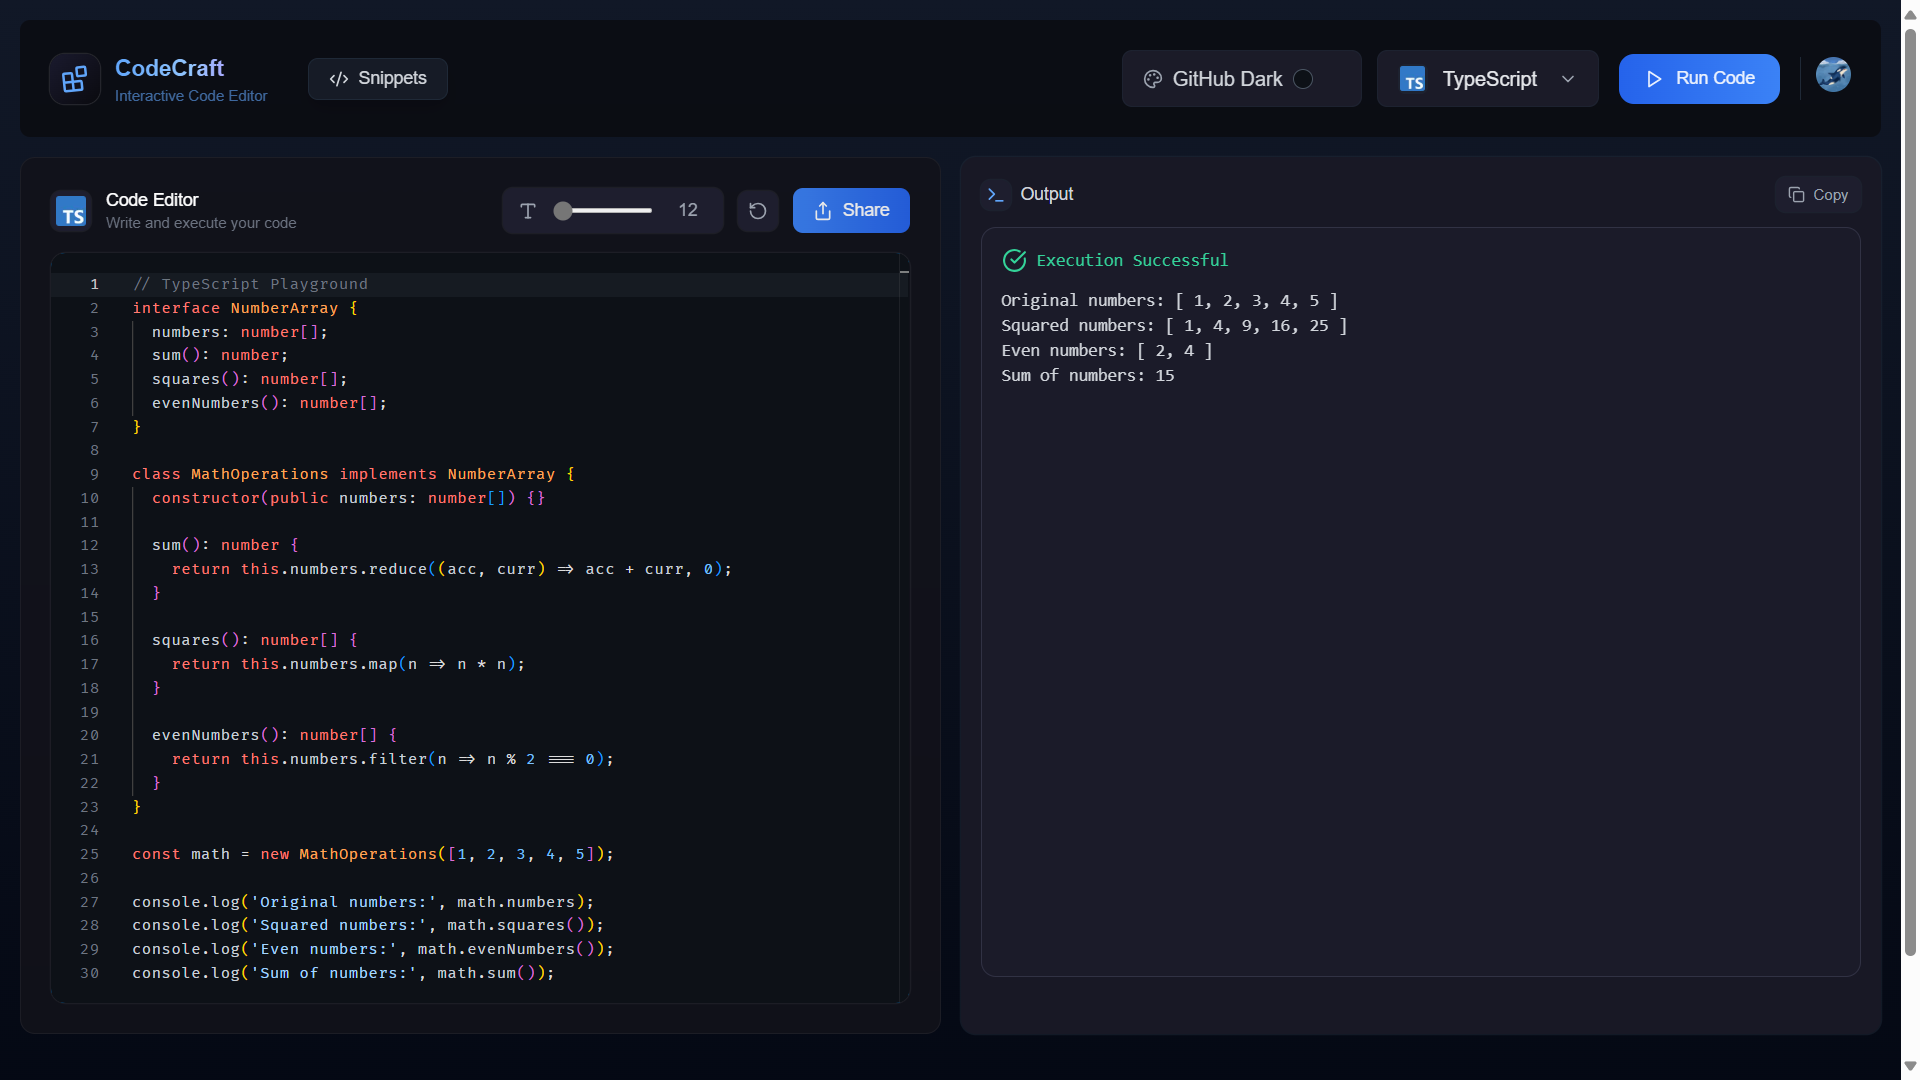 CodeCraft
Interactive Code Editor
</> Snippets
GitHub Dark
TS TypeScript
Run Code
TS
Code Editor
Write and execute your code
T 12
Share
1 // TypeScript Playground
2 interface NumberArray {
3   numbers: number[];
4   sum(): number;
5   squares(): number[];
6   evenNumbers(): number[];
7 }
8
9 class MathOperations implements NumberArray {
10   constructor(public numbers: number[]) {}
11
12   sum(): number {
13     return this.numbers.reduce((acc, curr) => acc + curr, 0);
14   }
15
16   squares(): number[] {
17     return this.numbers.map(n => n * n);
18   }
19
20   evenNumbers(): number[] {
21     return this.numbers.filter(n => n % 2 === 0);
22   }
23 }
24
25 const math = new MathOperations([1, 2, 3, 4, 5]);
26
27 console.log('Original numbers:', math.numbers);
28 console.log('Squared numbers:', math.squares());
29 console.log('Even numbers:', math.evenNumbers());
30 console.log('Sum of numbers:', math.sum());
>_ Output
Copy
Execution Successful
Original numbers: [ 1, 2, 3, 4, 5 ]
Squared numbers: [ 1, 4, 9, 16, 25 ]
Even numbers: [ 2, 4 ]
Sum of numbers: 15